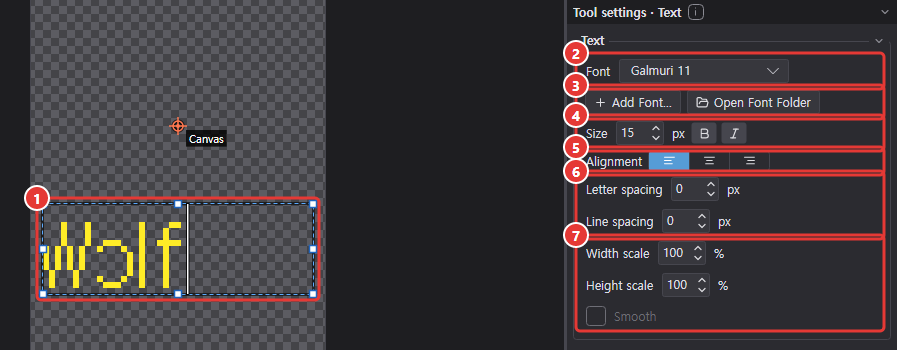 Tool settings · Text
Text
2
Font
Galmuri 11
3
+ Add Font...
Open Font Folder
4
Size
15
px
B
I
5
Alignment
6
Letter spacing
0
px
Line spacing
0
px
7
Width scale
100
%
Height scale
100
%
Smooth
Canvas
1
Wolf